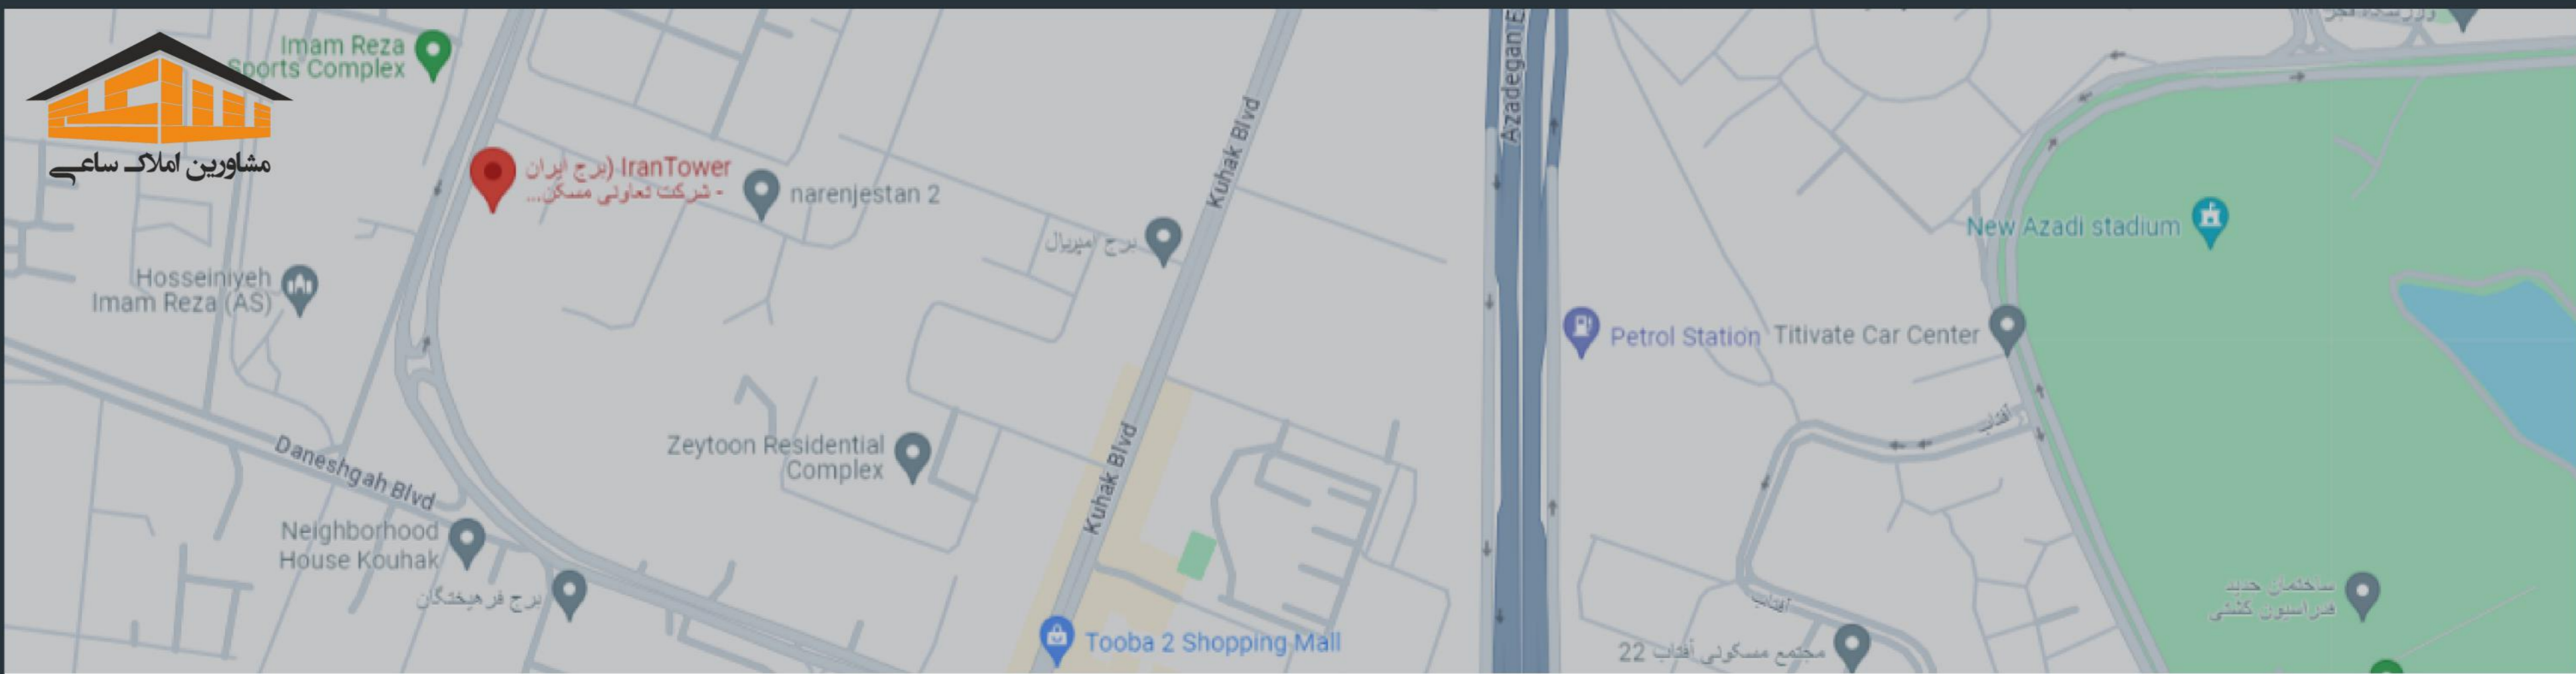 Imam Reza
Sports Complex
مشاورین املاک ساعی
IranTower (برج ایران
- شرکت تعاونی مسکن...
narenjestan 2
Kuhak Blvd
برج امپریال
Hosseiniyeh
Imam Reza (AS)
Azadegan E
New Azadi stadium
Petrol Station
Titivate Car Center
آفتاب
Daneshgah Blvd
Zeytoon Residential
Complex
Kuhak Blvd
Neighborhood
House Kouhak
برج فرهیختگان
Tooba 2 Shopping Mall
آفتاب
مجتمع مسکونی آفتاب 22
ساختمان جدید
فدراسیون کشتی